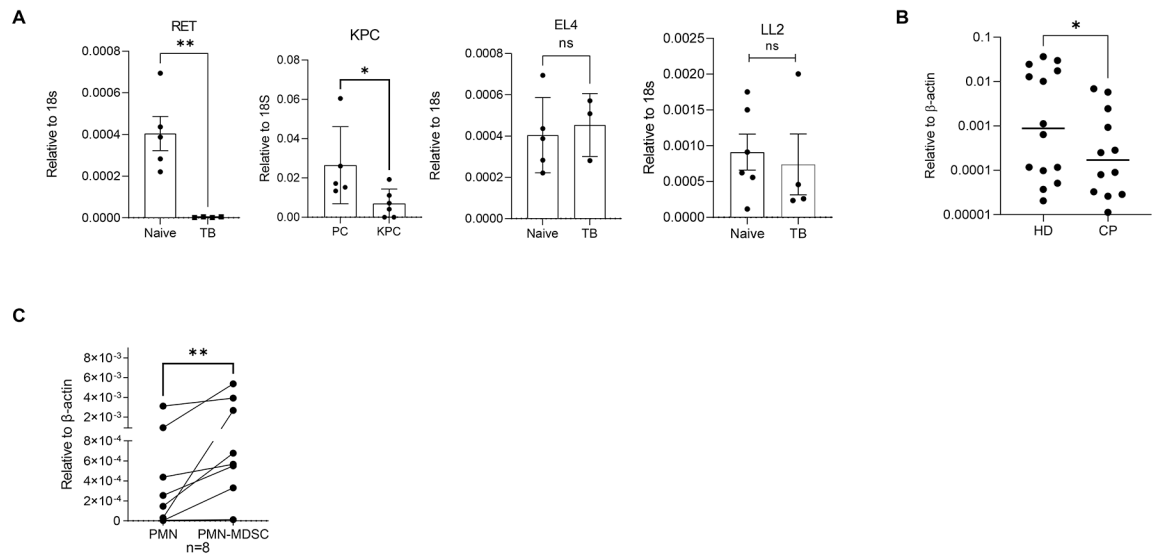 A
RET
**
Relative to 18s
0.0008
0.0006
0.0004
0.0002
0.0000
Naive TB
KPC
*
Relative to 18S
0.08
0.06
0.04
0.02
0.00
PC KPC
EL4
ns
Relative to 18s
0.0008
0.0006
0.0004
0.0002
0.0000
Naive TB
LL2
ns
Relative to 18s
0.0025
0.0020
0.0015
0.0010
0.0005
0.0000
Naive TB
B
*
Relative to β-actin
0.1
0.01
0.001
0.0001
0.00001
HD CP
C
**
Relative to β-actin
8×10⁻³
6×10⁻³
4×10⁻³
2×10⁻³
8×10⁻⁴
6×10⁻⁴
4×10⁻⁴
2×10⁻⁴
0
PMN PMN-MDSC
n=8